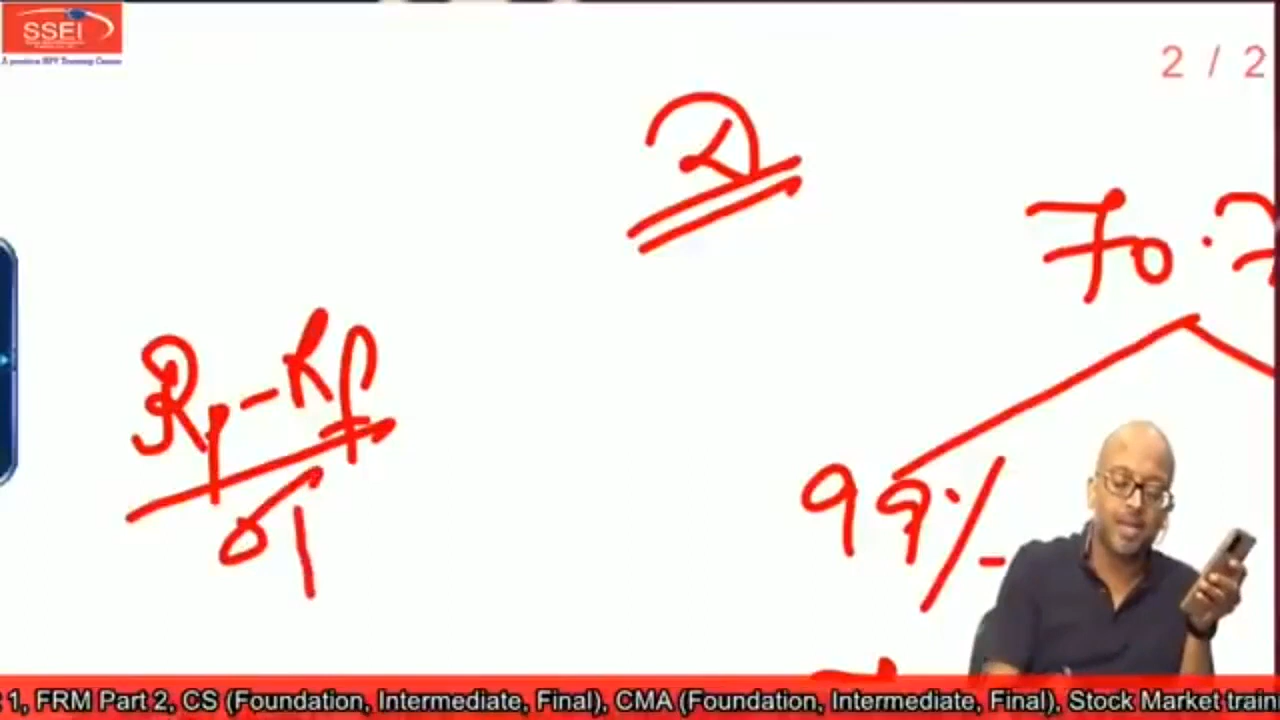 SSEI
2 / 2
2
70.7
Rp-Rf
σ
99%-
1, FRM Part 2, CS (Foundation, Intermediate, Final), CMA (Foundation, Intermediate, Final), Stock Market train